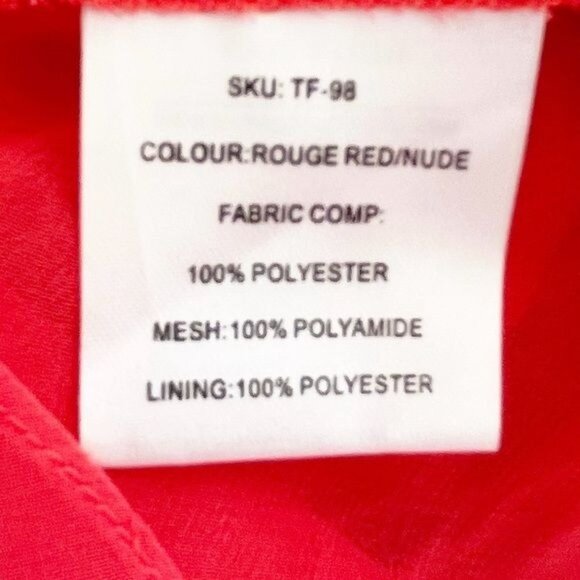 SKU: TF-98
COLOUR:ROUGE RED/NUDE
FABRIC COMP:
100% POLYESTER
MESH:100% POLYAMIDE
LINING:100% POLYESTER